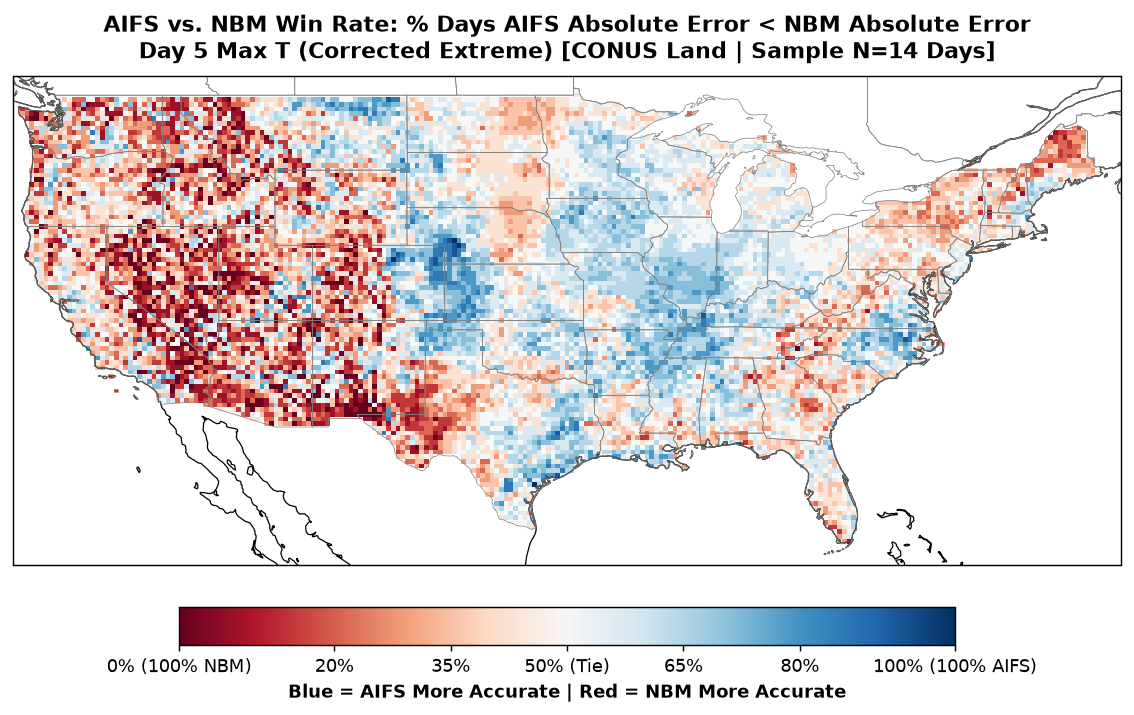 AIFS vs. NBM Win Rate: % Days AIFS Absolute Error < NBM Absolute Error
Day 5 Max T (Corrected Extreme) [CONUS Land | Sample N=14 Days]
0% (100% NBM) 20% 35% 50% (Tie) 65% 80% 100% (100% AIFS)
Blue = AIFS More Accurate | Red = NBM More Accurate